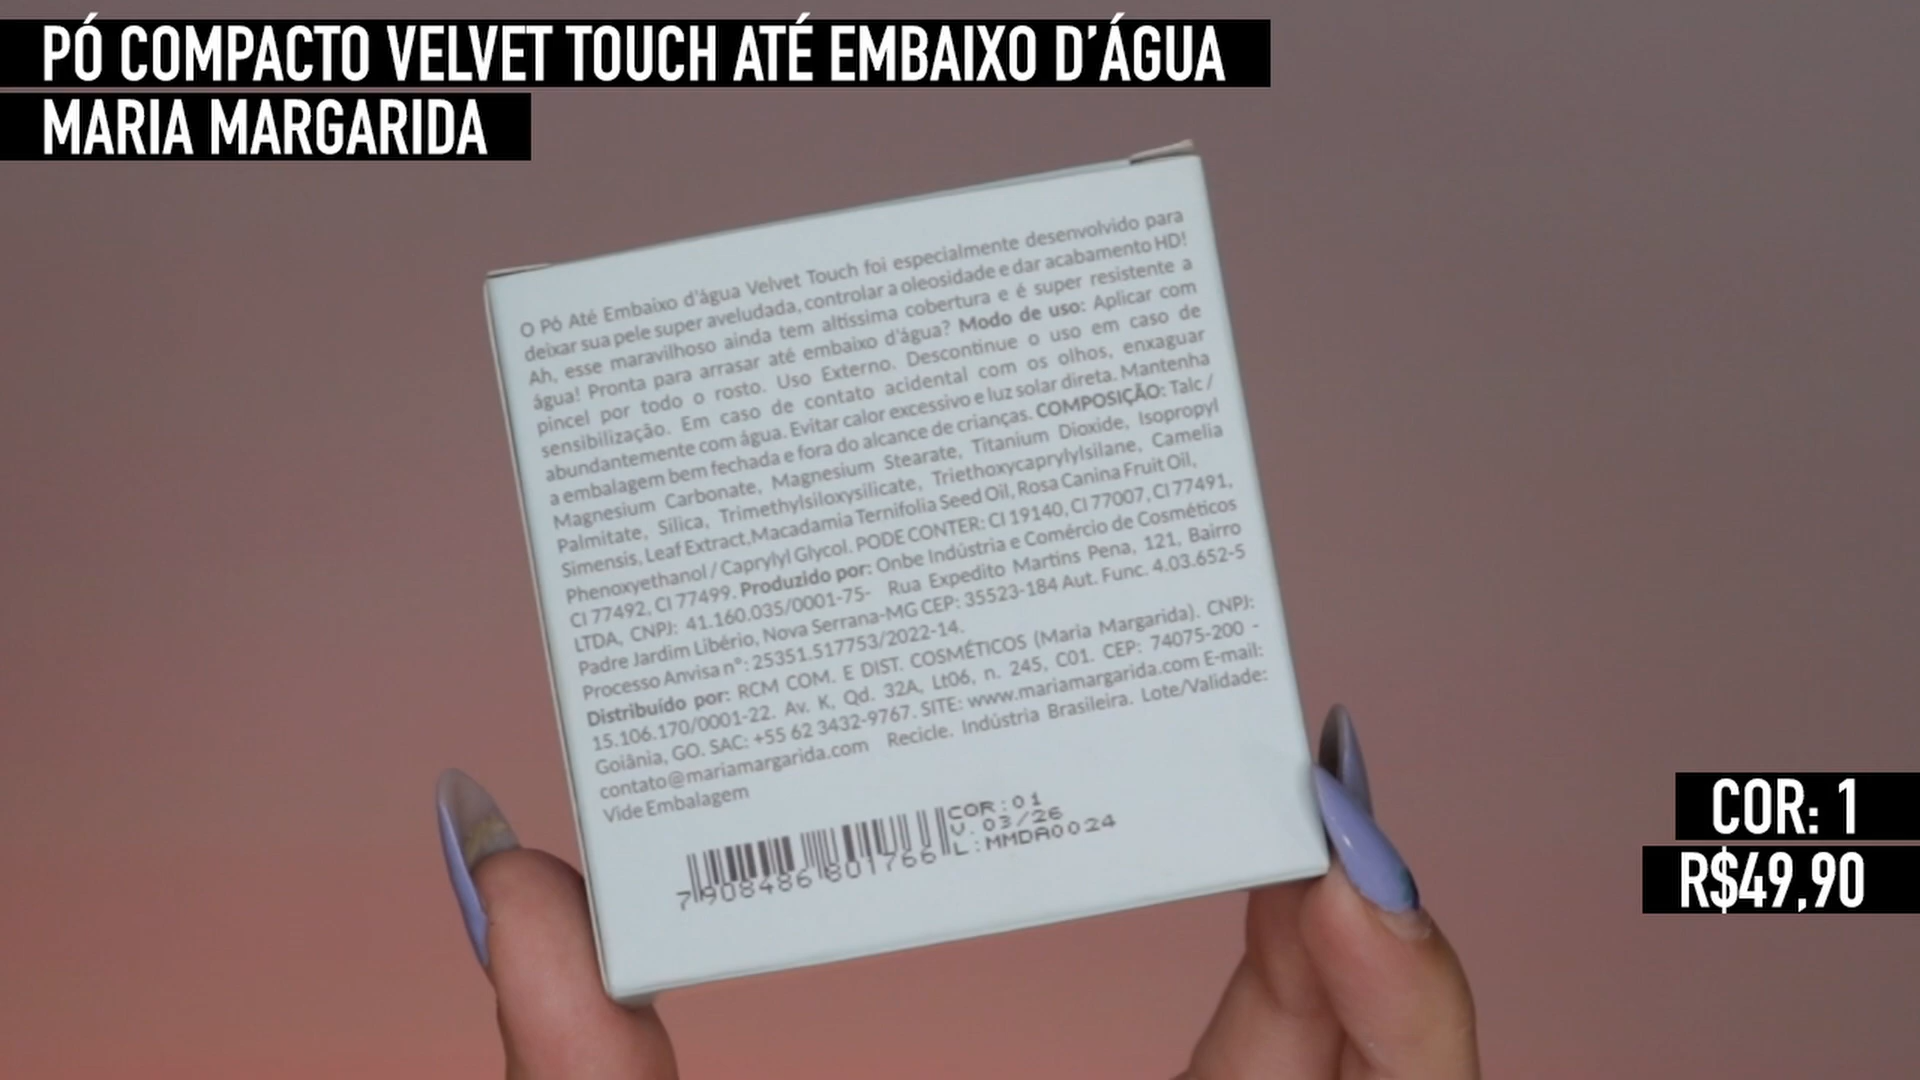 PÓ COMPACTO VELVET TOUCH ATÉ EMBAIXO D'ÁGUA
MARIA MARGARIDA
O Pó Até Embaixo d'água Velvet Touch foi especialmente desenvolvido para
deixar sua pele super aveludada, controlar a oleosidade e dar acabamento HD!
Ah, esse maravilhoso ainda tem altíssima cobertura e é super resistente a
água! Pronta para arrasar até embaixo d'água? Modo de uso: Aplicar com
pincel por todo o rosto. Uso Externo. Descontinue o uso em caso de
sensibilização. Em caso de contato acidental com os olhos, enxaguar
abundantemente com água. Evitar calor excessivo e luz solar direta. Mantenha
a embalagem bem fechada e fora do alcance de crianças. COMPOSIÇÃO: Talc /
Magnesium Carbonate, Magnesium Stearate, Titanium Dioxide, Isopropyl
Palmitate, Silica, Trimethylsiloxysilicate, Triethoxycaprylylsilane, Camelia
Simensis, Leaf Extract,Macadamia Ternifolia Seed Oil, Rosa Canina Fruit Oil,
Phenoxyethanol / Caprylyl Glycol. PODE CONTER: CI 19140, CI 77007, CI 77491,
CI 77492, CI 77499. Produzido por: Onbe Indústria e Comércio de Cosméticos
LTDA, CNPJ: 41.160.035/0001-75- Rua Expedito Martins Pena, 121, Bairro
Padre Jardim Libério, Nova Serrana-MG CEP: 35523-184 Aut. Func. 4.03.652-5
Processo Anvisa n°: 25351.517753/2022-14.
Distribuído por: RCM COM. E DIST. COSMÉTICOS (Maria Margarida). CNPJ:
15.106.170/0001-22. Av. K, Qd. 32A, Lt06, n. 245, C01. CEP: 74075-200 -
Goiânia, GO. SAC: +55 62 3432-9767. SITE: www.mariamargarida.com E-mail:
contato@mariamargarida.com Recicle. Indústria Brasileira. Lote/Validade:
Vide Embalagem
COR:01
V. 03/26
L:MMDA0024
7 908486 801766
COR: 1
R$49,90